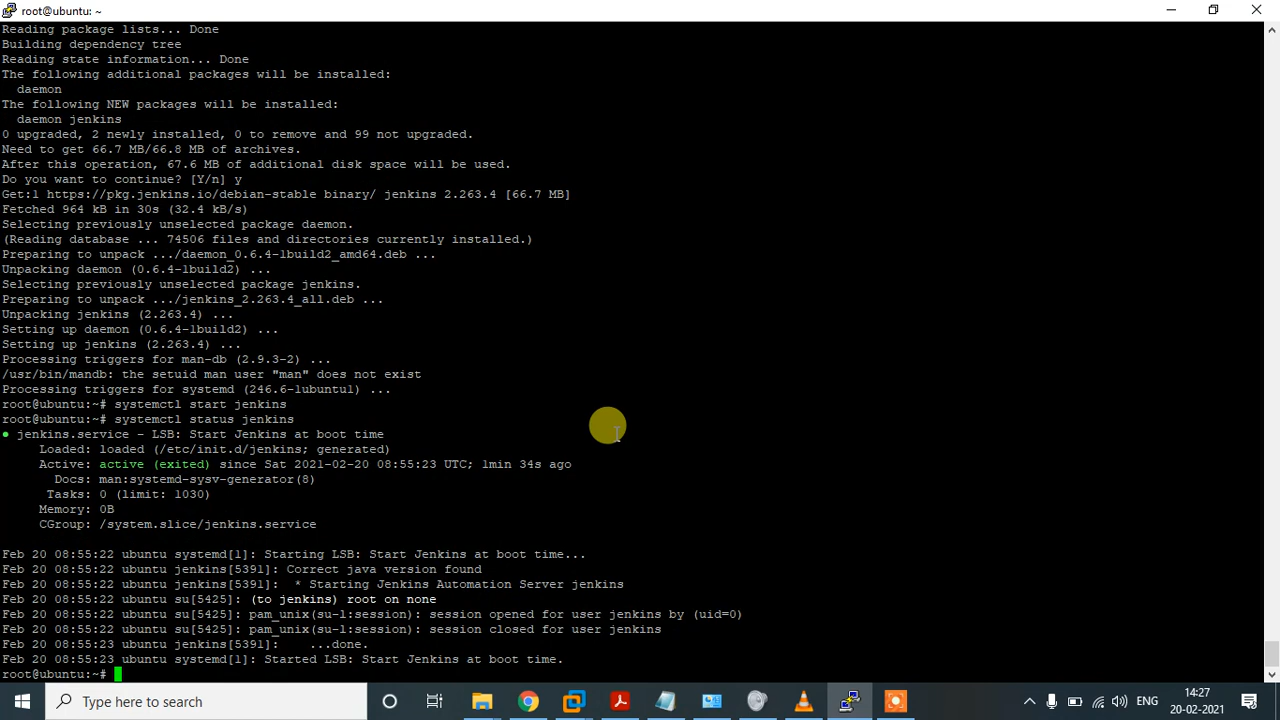 root@ubuntu: ~
Reading package lists... Done
Building dependency tree
Reading state information... Done
The following additional packages will be installed:
  daemon
The following NEW packages will be installed:
  daemon jenkins
0 upgraded, 2 newly installed, 0 to remove and 99 not upgraded.
Need to get 66.7 MB/66.8 MB of archives.
After this operation, 67.6 MB of additional disk space will be used.
Do you want to continue? [Y/n] y
Get:1 https://pkg.jenkins.io/debian-stable binary/ jenkins 2.263.4 [66.7 MB]
Fetched 964 kB in 30s (32.4 kB/s)
Selecting previously unselected package daemon.
(Reading database ... 74506 files and directories currently installed.)
Preparing to unpack .../daemon_0.6.4-1build2_amd64.deb ...
Unpacking daemon (0.6.4-1build2) ...
Selecting previously unselected package jenkins.
Preparing to unpack .../jenkins_2.263.4_all.deb ...
Unpacking jenkins (2.263.4) ...
Setting up daemon (0.6.4-1build2) ...
Setting up jenkins (2.263.4) ...
Processing triggers for man-db (2.9.3-2) ...
/usr/bin/mandb: the setuid man user "man" does not exist
Processing triggers for systemd (246.6-1ubuntu1) ...
root@ubuntu:~# systemctl start jenkins
root@ubuntu:~# systemctl status jenkins
● jenkins.service - LSB: Start Jenkins at boot time
     Loaded: loaded (/etc/init.d/jenkins; generated)
     Active: active (exited) since Sat 2021-02-20 08:55:23 UTC; 1min 34s ago
       Docs: man:systemd-sysv-generator(8)
      Tasks: 0 (limit: 1030)
     Memory: 0B
     CGroup: /system.slice/jenkins.service
Feb 20 08:55:22 ubuntu systemd[1]: Starting LSB: Start Jenkins at boot time...
Feb 20 08:55:22 ubuntu jenkins[5391]: Correct java version found
Feb 20 08:55:22 ubuntu jenkins[5391]:  * Starting Jenkins Automation Server jenkins
Feb 20 08:55:22 ubuntu su[5425]: (to jenkins) root on none
Feb 20 08:55:22 ubuntu su[5425]: pam_unix(su-l:session): session opened for user jenkins by (uid=0)
Feb 20 08:55:22 ubuntu su[5425]: pam_unix(su-l:session): session closed for user jenkins
Feb 20 08:55:23 ubuntu jenkins[5391]:    ...done.
Feb 20 08:55:23 ubuntu systemd[1]: Started LSB: Start Jenkins at boot time.
root@ubuntu:~#
Type here to search
ENG
14:27
20-02-2021